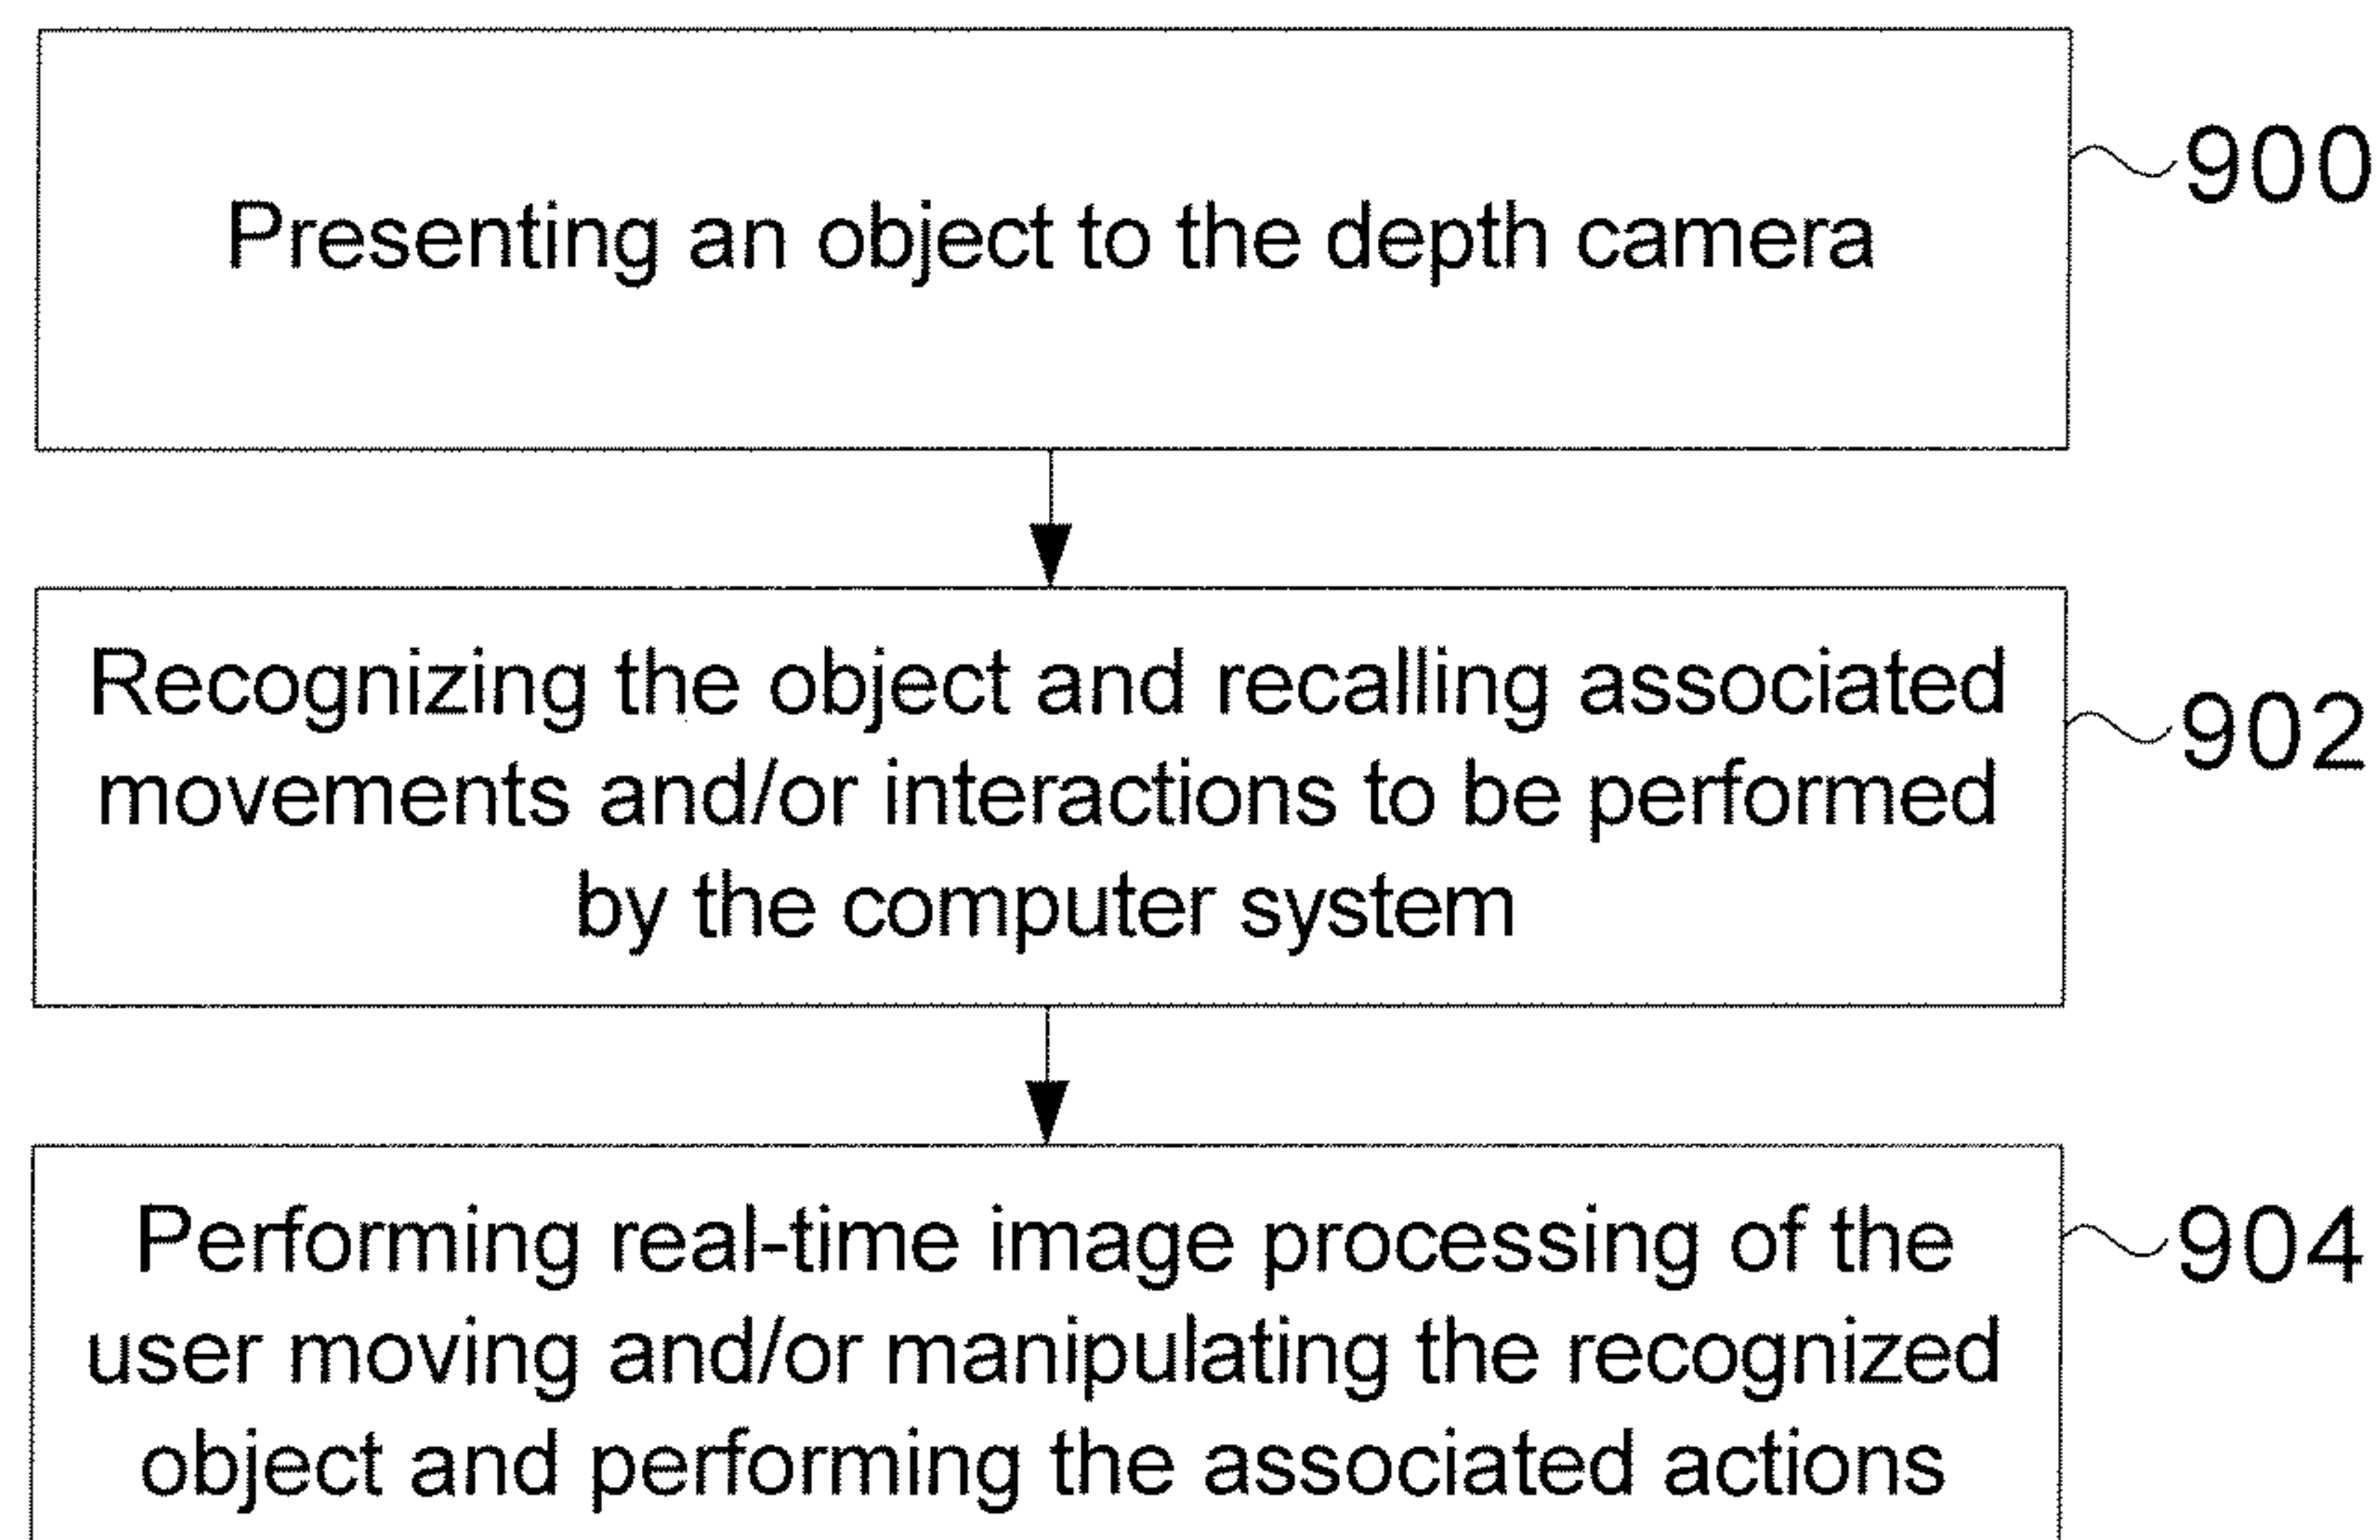 Presenting an object to the depth camera
900
Recognizing the object and recalling associated
movements and/or interactions to be performed
by the computer system
902
Performing real-time image processing of the
user moving and/or manipulating the recognized
object and performing the associated actions
904